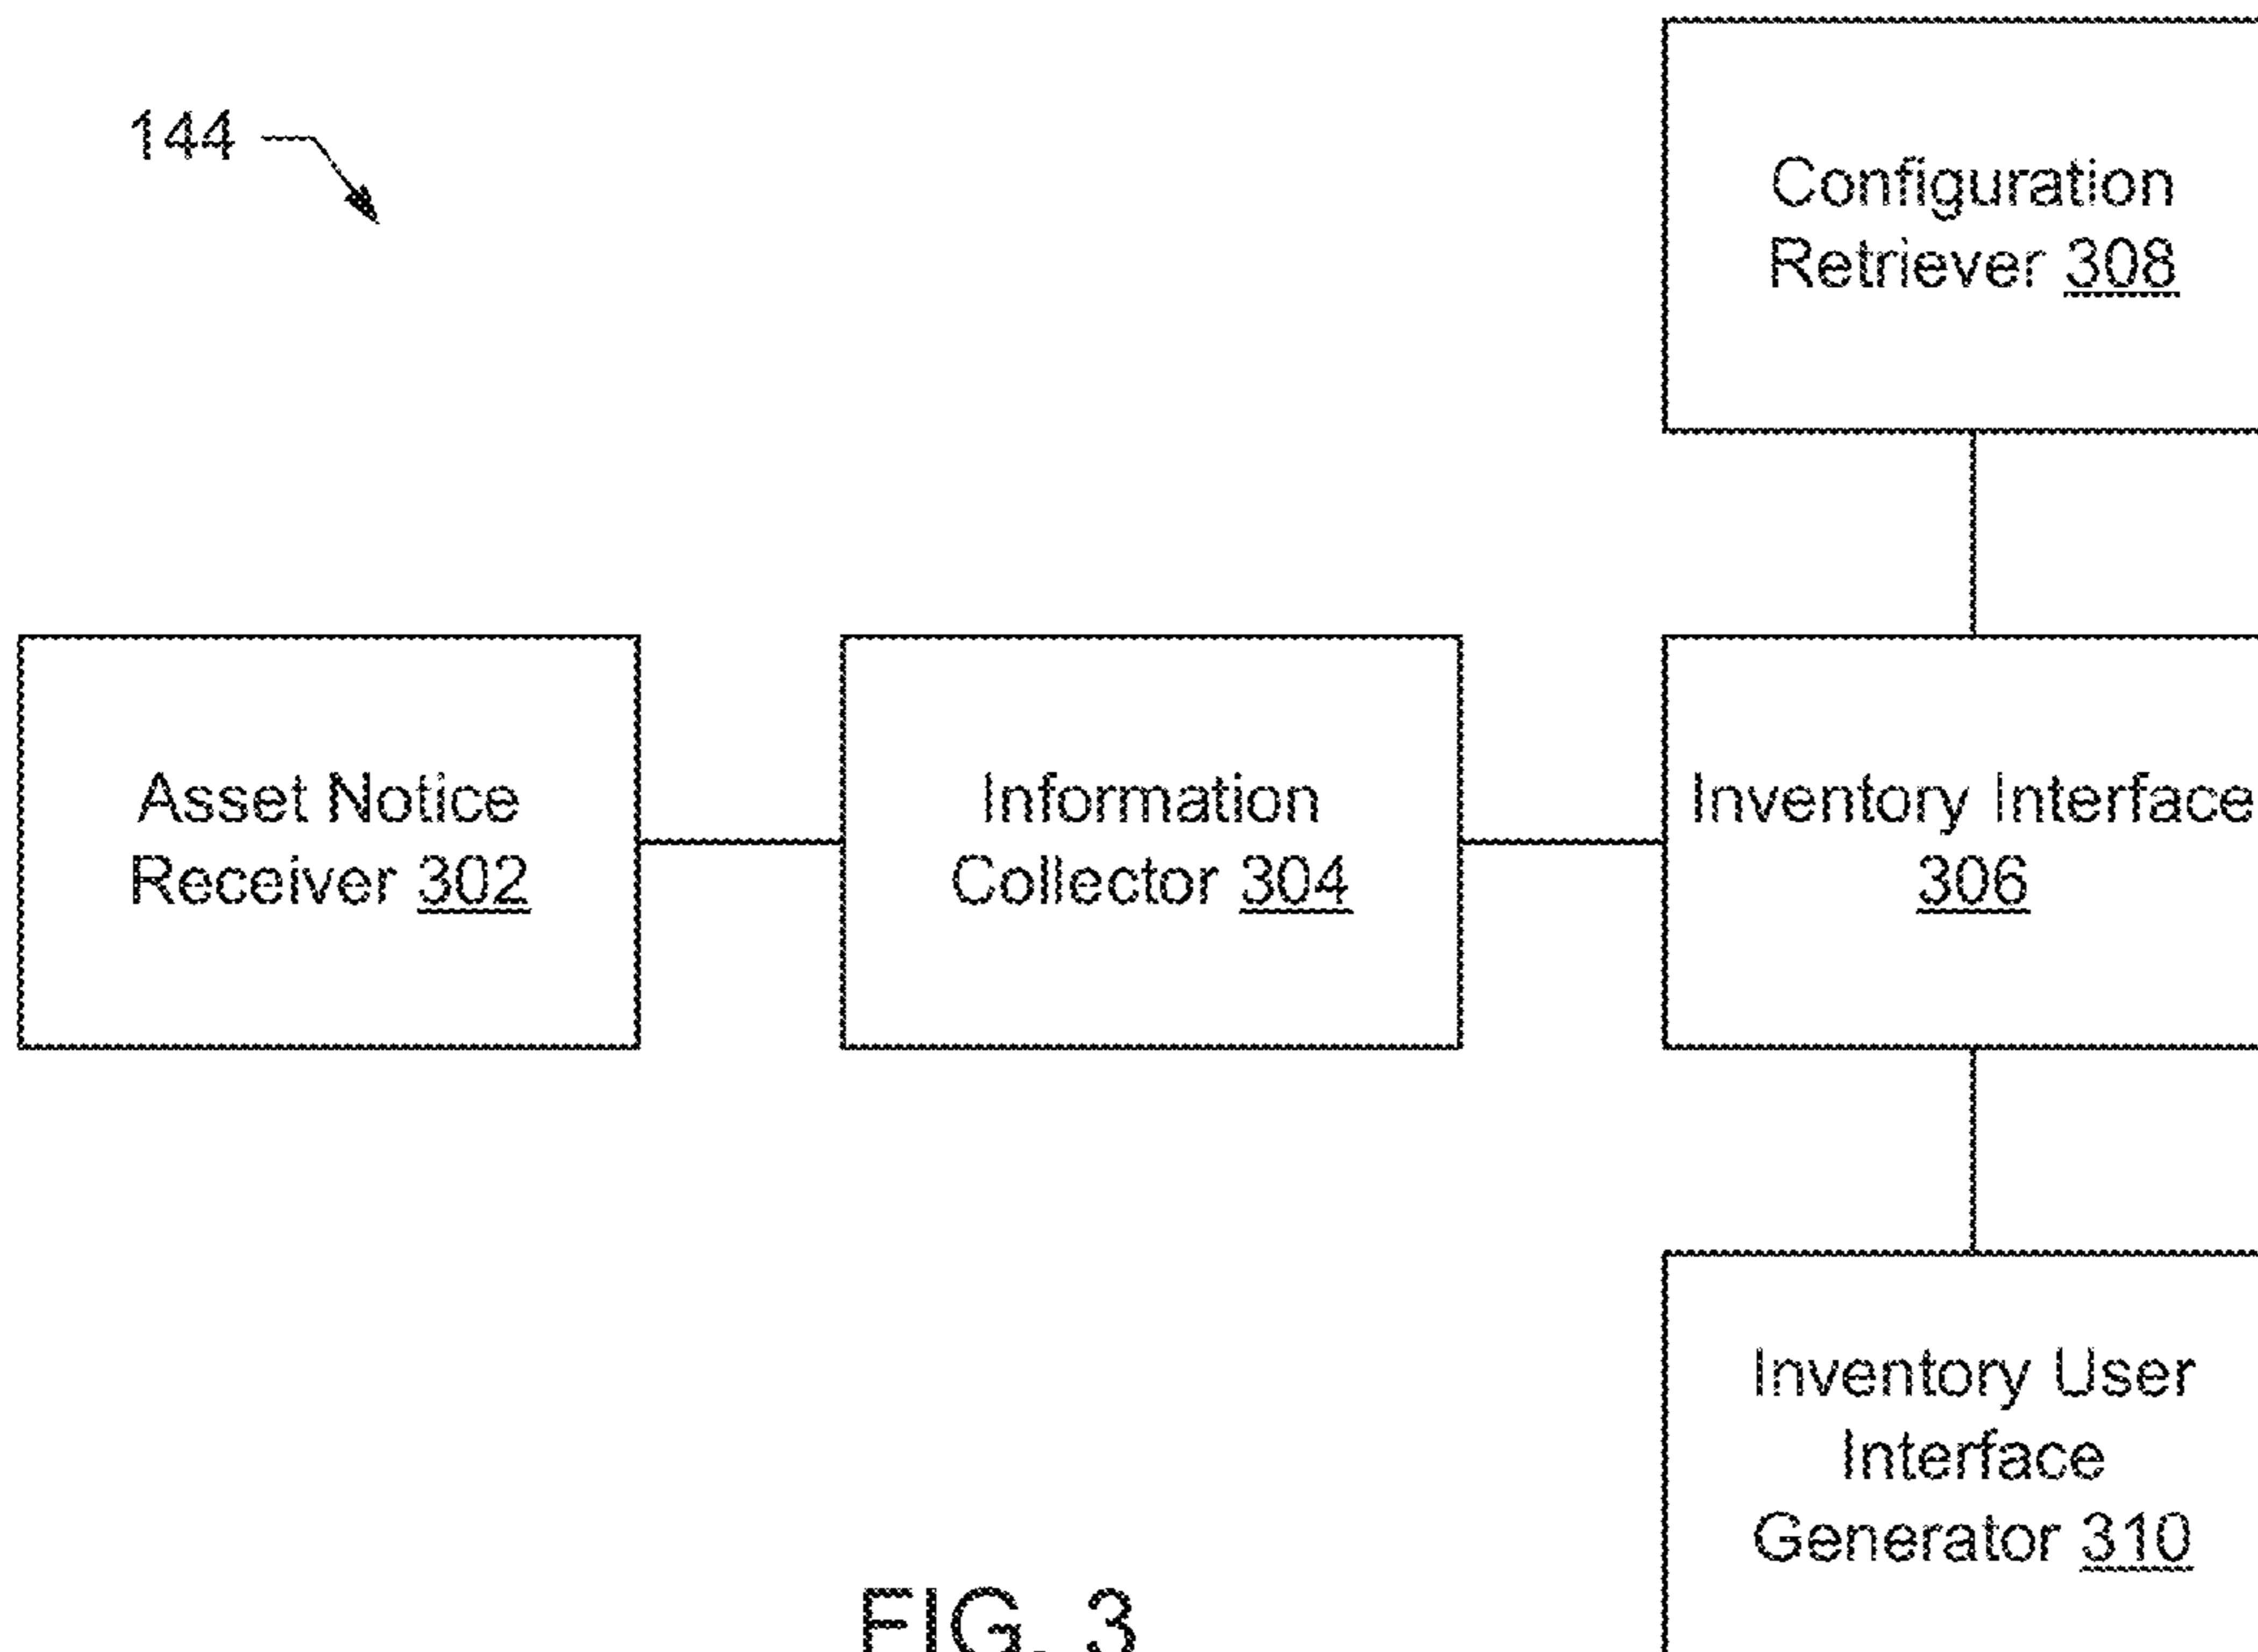 144
Configuration
Retriever 308
Asset Notice
Receiver 302
Information
Collector 304
Inventory Interface
306
Inventory User
Interface
Generator 310
FIG. 3